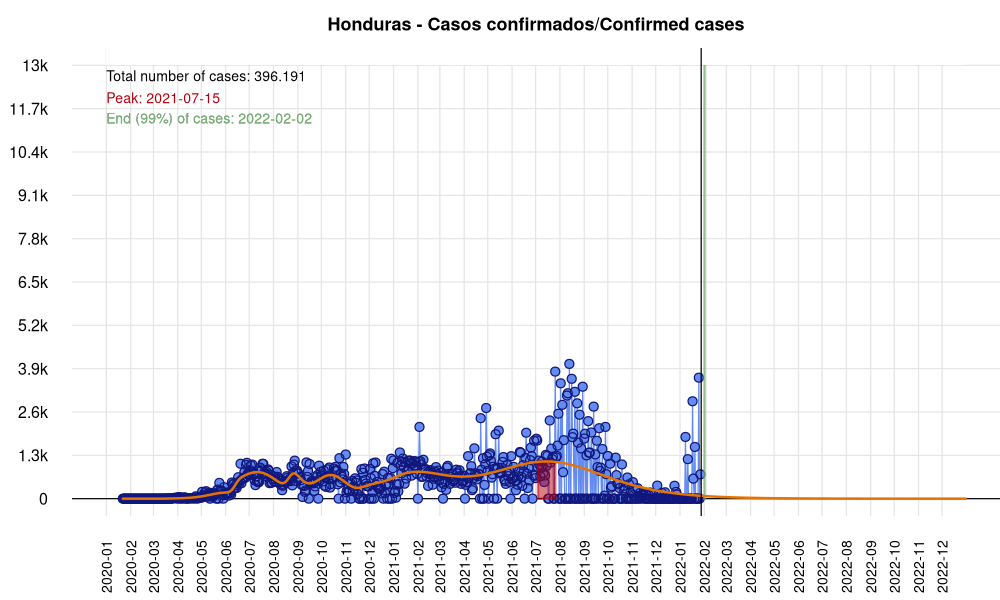 Honduras - Casos confirmados/Confirmed cases
Total number of cases: 396.191
Peak: 2021-07-15
End (99%) of cases: 2022-02-02
13k
11.7k
10.4k
9.1k
7.8k
6.5k
5.2k
3.9k
2.6k
1.3k
0
2020-01
2020-02
2020-03
2020-04
2020-05
2020-06
2020-07
2020-08
2020-09
2020-10
2020-11
2020-12
2021-01
2021-02
2021-03
2021-04
2021-05
2021-06
2021-07
2021-08
2021-09
2021-10
2021-11
2021-12
2022-01
2022-02
2022-03
2022-04
2022-05
2022-06
2022-07
2022-08
2022-09
2022-10
2022-11
2022-12